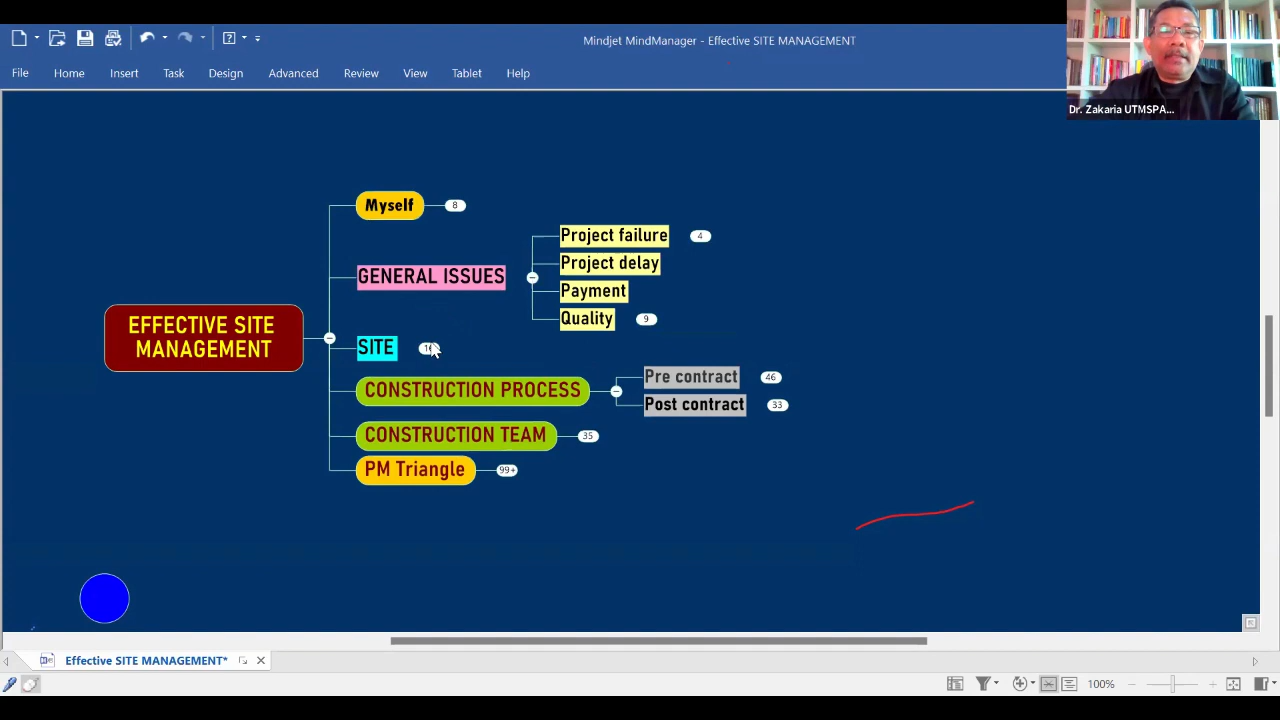 Mindjet MindManager - Effective SITE MANAGEMENT
File Home Insert Task Design Advanced Review View Tablet Help
Dr. Zakaria UTMSPA...
Myself 8
GENERAL ISSUES
Project failure 4
Project delay
Payment
Quality 9
EFFECTIVE SITE
MANAGEMENT
SITE
CONSTRUCTION PROCESS
Pre contract 46
Post contract 33
CONSTRUCTION TEAM 35
PM Triangle 99+
Effective SITE MANAGEMENT*
100%